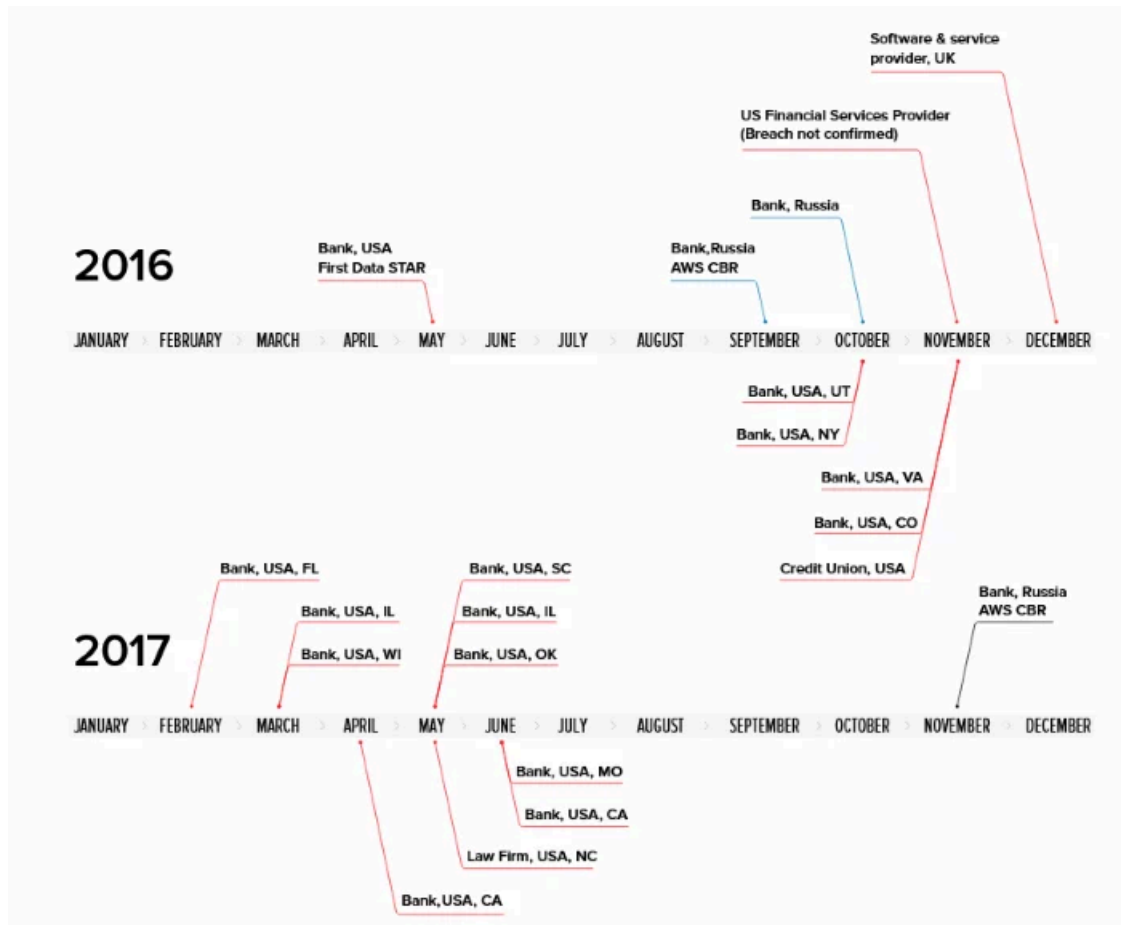 Software & service
provider, UK
US Financial Services Provider
(Breach not confirmed)
Bank, Russia
Bank, USA
First Data STAR
Bank,Russia
AWS CBR
2016
JANUARY FEBRUARY MARCH APRIL MAY JUNE JULY AUGUST SEPTEMBER OCTOBER NOVEMBER DECEMBER
Bank, USA, UT
Bank, USA, NY
Bank, USA, VA
Bank, USA, CO
Credit Union, USA
Bank, USA, FL
Bank, USA, SC
Bank, Russia
AWS CBR
Bank, USA, IL
Bank, USA, IL
2017
Bank, USA, WI
Bank, USA, OK
JANUARY FEBRUARY MARCH APRIL MAY JUNE JULY AUGUST SEPTEMBER OCTOBER NOVEMBER DECEMBER
Bank, USA, MO
Bank, USA, CA
Law Firm, USA, NC
Bank,USA, CA